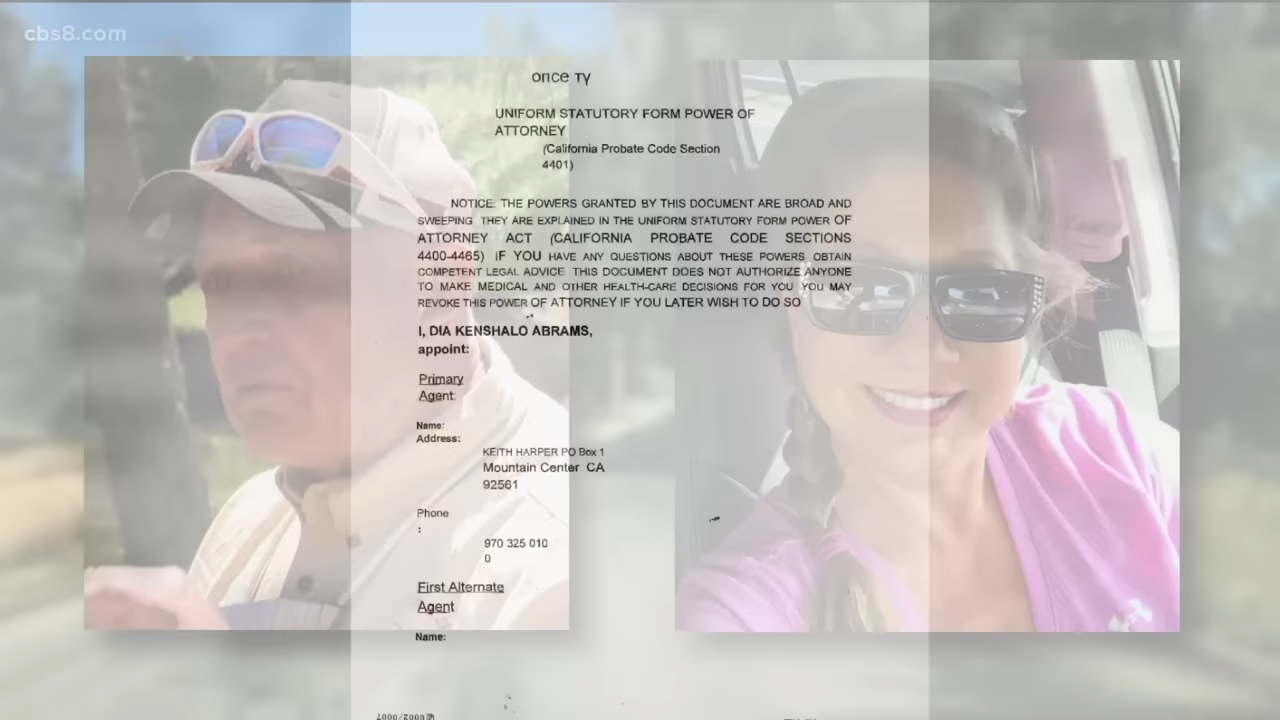 cbs8.com
once TY
UNIFORM STATUTORY FORM POWER OF
ATTORNEY
(California Probate Code Section
4401)
NOTICE: THE POWERS GRANTED BY THIS DOCUMENT ARE BROAD AND
SWEEPING THEY ARE EXPLAINED IN THE UNIFORM STATUTORY FORM POWER OF
ATTORNEY ACT (CALIFORNIA PROBATE CODE SECTIONS
4400-4465) IF YOU HAVE ANY QUESTIONS ABOUT THESE POWERS OBTAIN
COMPETENT LEGAL ADVICE THIS DOCUMENT DOES NOT AUTHORIZE ANYONE
TO MAKE MEDICAL AND OTHER HEALTH-CARE DECISIONS FOR YOU YOU MAY
REVOKE THIS POWER OF ATTORNEY IF YOU LATER WISH TO DO SO
I, DIA KENSHALO ABRAMS,
appoint:
Primary
Agent:
Name:
Address:
KEITH HARPER PO Box 1
Mountain Center CA
92561
Phone
:
970 325 010
0
First Alternate
Agent
Name: